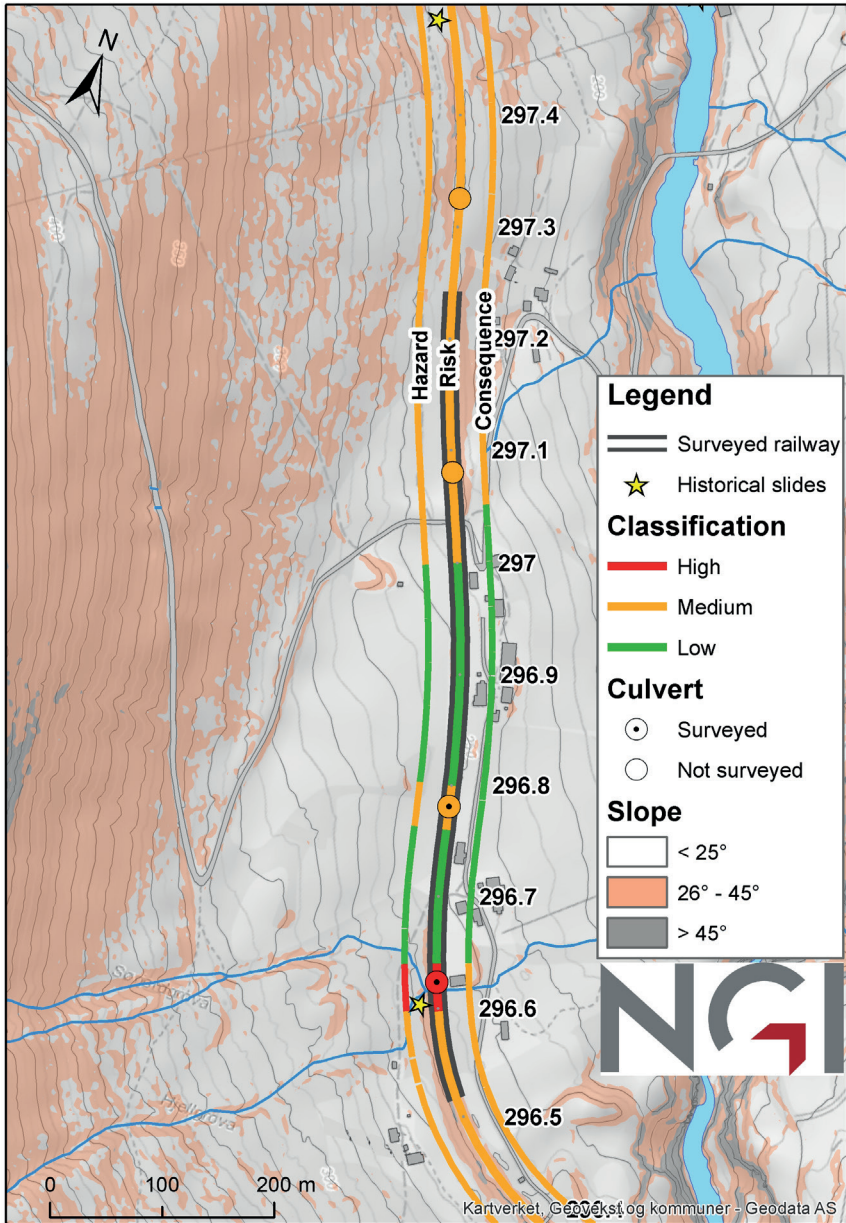 N
297.4
297.3
Hazard
Risk
Consequence
297.2
297.1
297
296.9
296.8
296.7
296.6
296.5
Hjellgrova
Legend
Surveyed railway
Historical slides
Classification
High
Medium
Low
Culvert
Surveyed
Not surveyed
Slope
< 25°
26° - 45°
> 45°
NGI
0 100 200 m
Kartverket, Geovekst og kommuner - Geodata AS